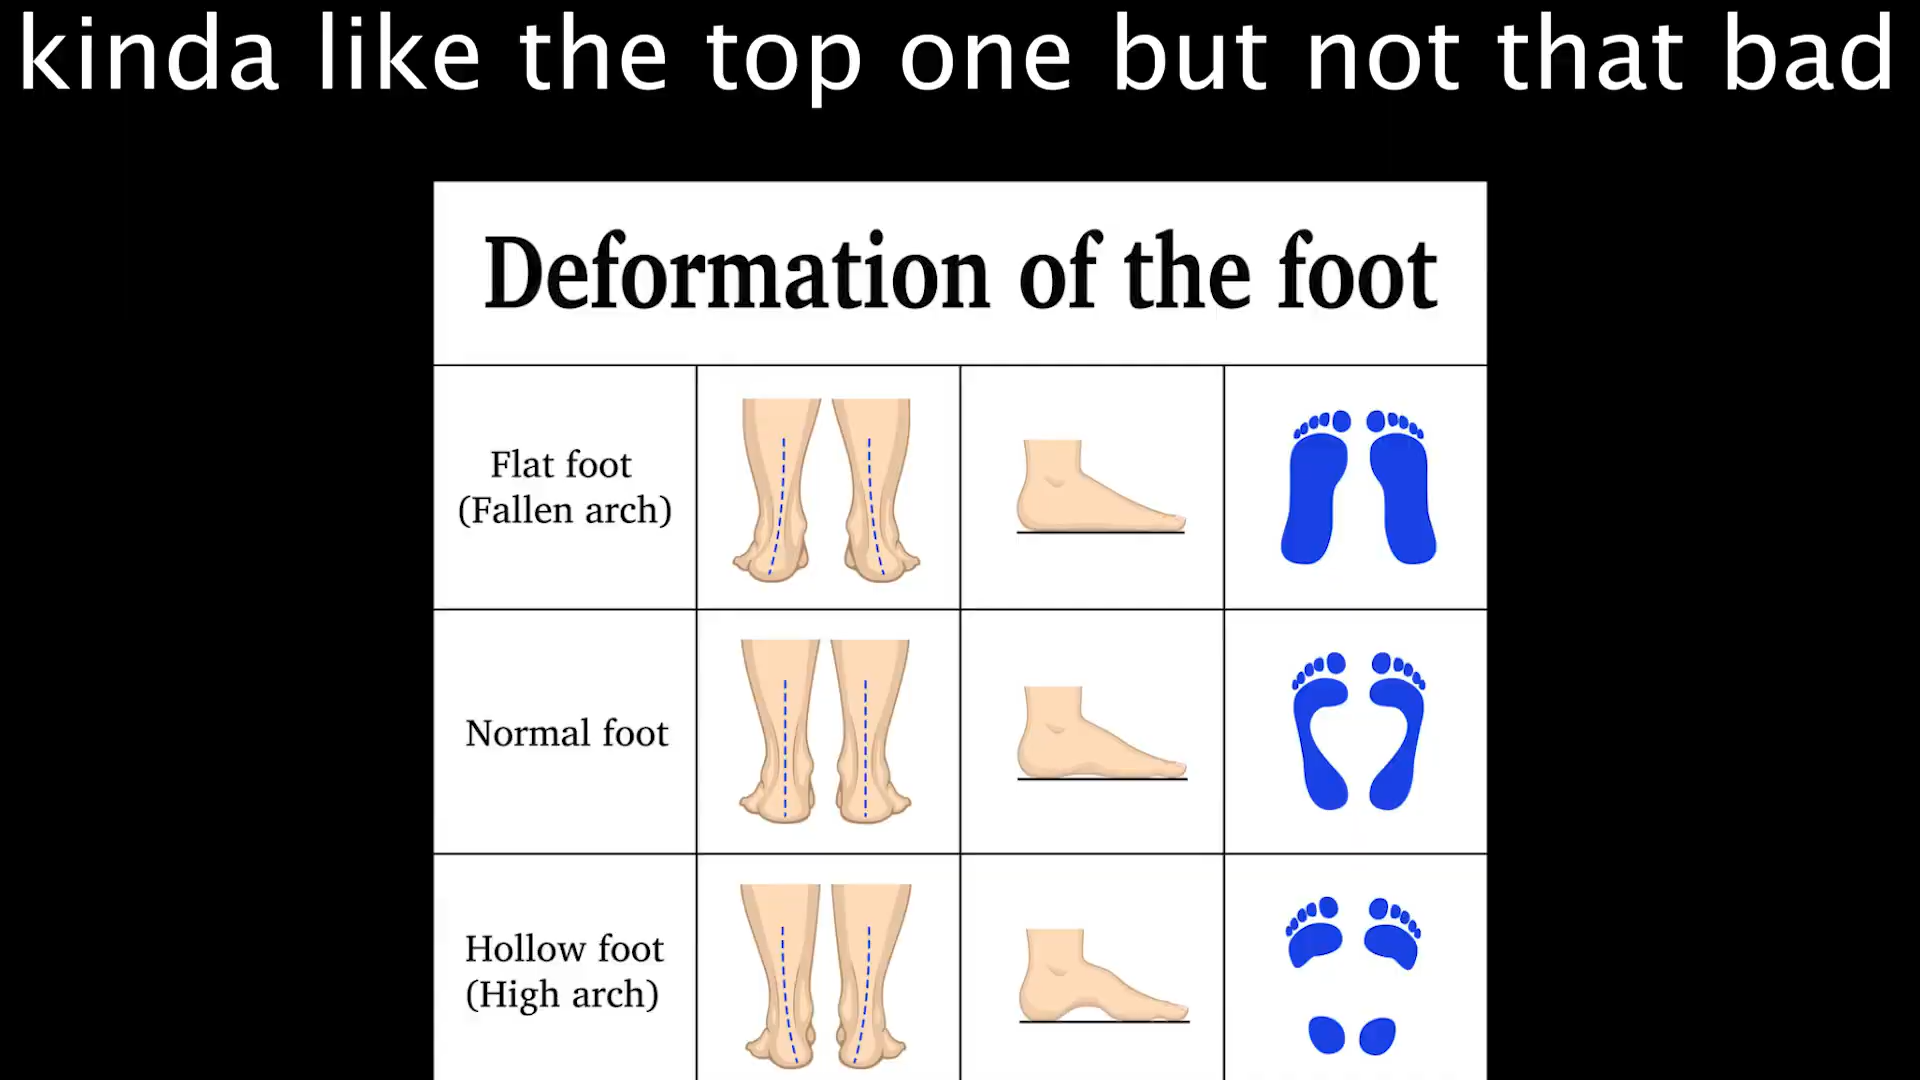 kinda like the top one but not that bad
Deformation of the foot
Flat foot
(Fallen arch)
Normal foot
Hollow foot
(High arch)